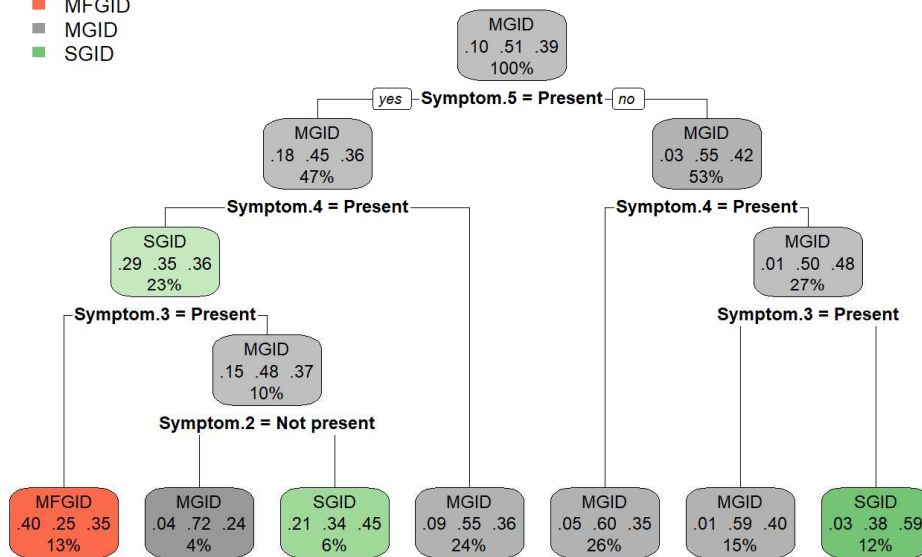 MFGID
MGID
SGID
MGID
.10 .51 .39
100%
yes Symptom.5 = Present no
MGID
.18 .45 .36
47%
MGID
.03 .55 .42
53%
Symptom.4 = Present
Symptom.4 = Present
SGID
.29 .35 .36
23%
MGID
.01 .50 .48
27%
Symptom.3 = Present
Symptom.3 = Present
MGID
.15 .48 .37
10%
Symptom.2 = Not present
MFGID
.40 .25 .35
13%
MGID
.04 .72 .24
4%
SGID
.21 .34 .45
6%
MGID
.09 .55 .36
24%
MGID
.05 .60 .35
26%
MGID
.01 .59 .40
15%
SGID
.03 .38 .59
12%